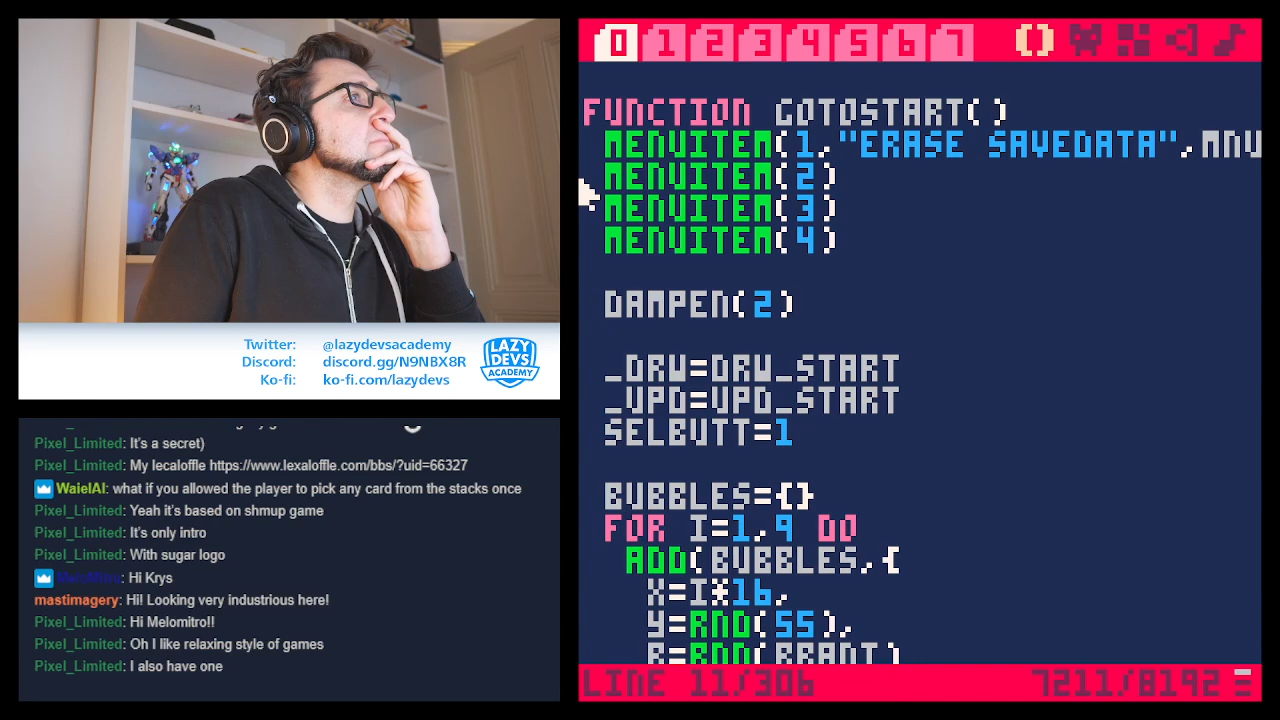 Twitter: @lazydevsacademy
Discord: discord.gg/N9NBX8R
Ko-fi: ko-fi.com/lazydevs
LAZY
DEVS
ACADEMY
Pixel_Limited: It's a secret)
Pixel_Limited: My lecaloffle https://www.lexaloffle.com/bbs/?uid=66327
WaielAl: what if you allowed the player to pick any card from the stacks once
Pixel_Limited: Yeah it's based on shmup game
Pixel_Limited: It's only intro
Pixel_Limited: With sugar logo
: Hi Krys
mastimagery: Hi! Looking very industrious here!
Pixel_Limited: Hi Melomitro!!
Pixel_Limited: Oh I like relaxing style of games
Pixel_Limited: I also have one
0 1 2 3 4 5 6 7 ()
FUNCTION GOTOSTART()
MENUITEM(1,"ERASE SAVEDATA",MNU
MENUITEM(2)
MENUITEM(3)
MENUITEM(4)
DAMPEN(2)
_DRW=DRW_START
_UPD=UPD_START
SELBUTT=1
BUBBLES={}
FOR I=1,9 DO
ADD(BUBBLES,{
X=I*16,
Y=RND(55),
R=RND(
LINE 11/306 7211/8192